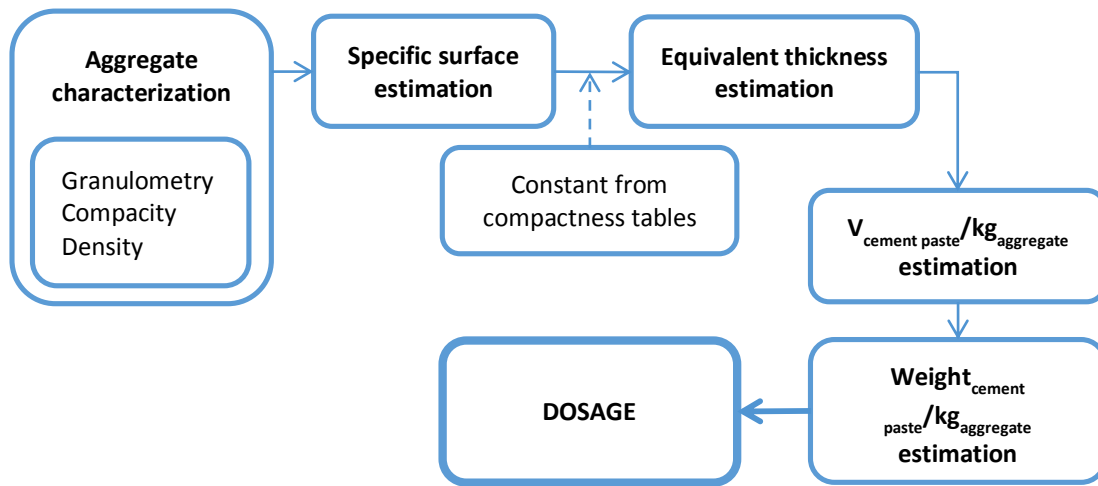 Aggregate
characterization
Granulometry
Compacity
Density
Specific surface
estimation
Constant from
compactness tables
Equivalent thickness
estimation
Vcement paste/kgaggregate
estimation
Weightcement
paste/kgaggregate
estimation
DOSAGE